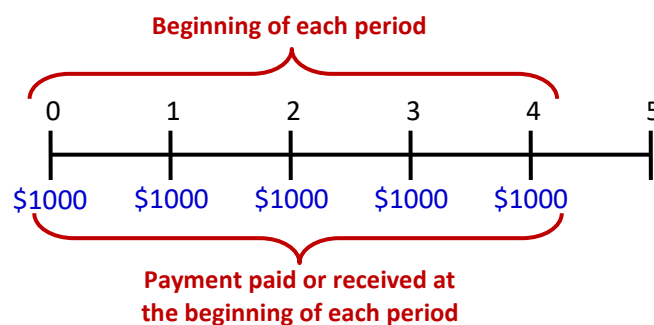 Beginning of each period
0 1 2 3 4 5
$1000 $1000 $1000 $1000 $1000
Payment paid or received at
the beginning of each period